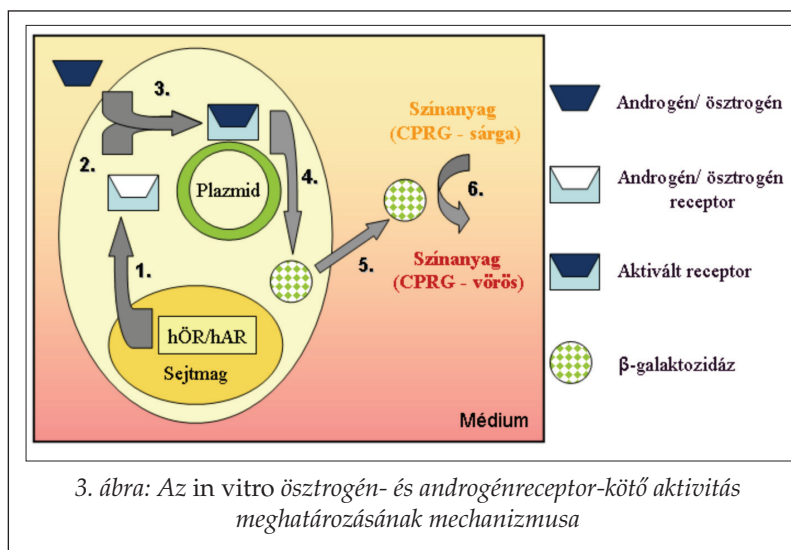 3.
2.
Plazmid
4.
1.
hÖR/hAR
Sejtmag
5.
Színanyag
(CPRG - sárga)
6.
Színanyag
(CPRG - vörös)
Médium
Androgén/ ösztrogén
Androgén/ ösztrogén
receptor
Aktivált receptor
β-galaktozidáz
3. ábra: Az in vitro ösztrogén- és androgénreceptor-kötő aktivitás
meghatározásának mechanizmusa